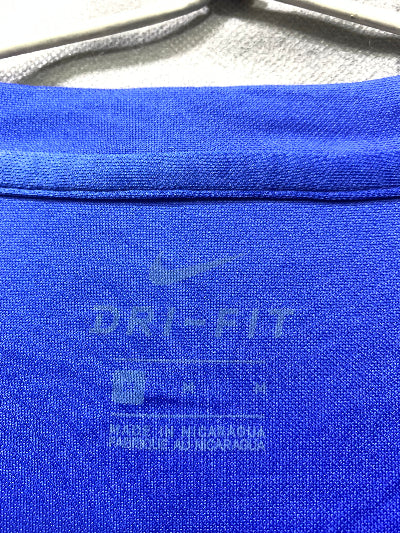 DRI-FIT
M M
MADE IN NICARAGUA
FABRIQUÉ AU NICARAGUA